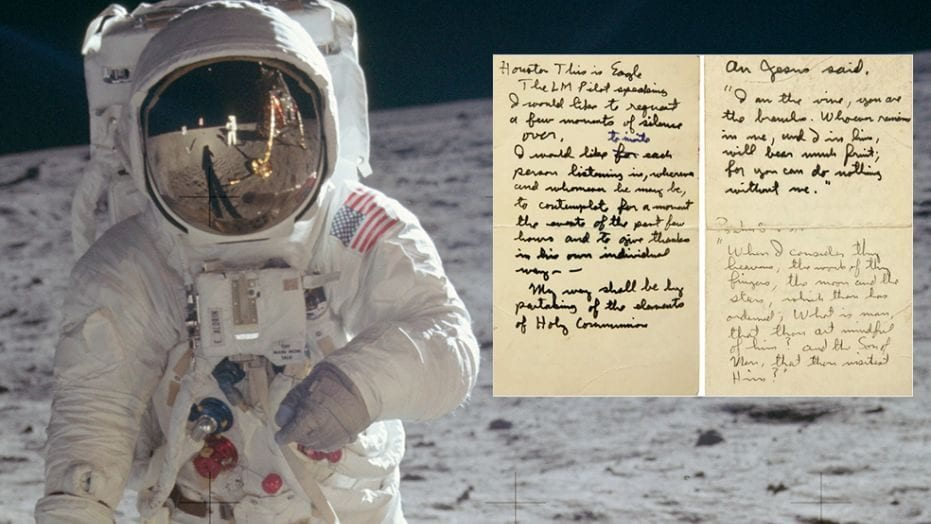 E. ALDRIN
Houston This is Eagle
The LM Pilot speaking
I would like to request
a few moments of silence
over,
to invite
I would like for each
person listening in, wherever
and whomever he may be,
to contemplate for a moment
the events of the past few
hours and to give thanks
in his own individual
way — —
My way shall be by
partaking of the elements
of Holy Communion
An Jesus said,
"I am the vine, you are
the branches. Whoever remains
in me, and I in him,
will bear much fruit;
for you can do nothing
without me."
"When I consider thy
heavens, the work of thy
fingers, the moon and the
stars, which thou has
ordained; What is man,
that thou art mindful
of him? and the Son of
Man, that thou visitest
Him?"